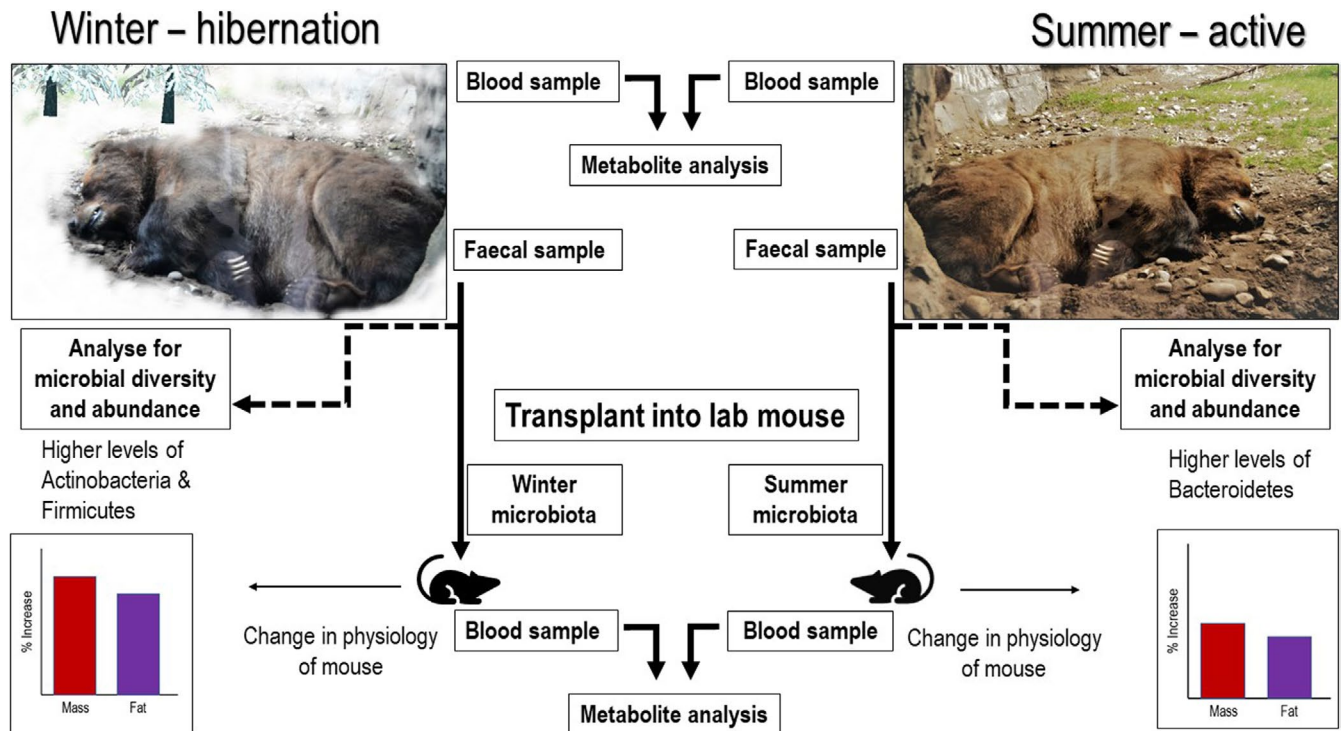 Winter – hibernation
Summer – active
Blood sample
Blood sample
Metabolite analysis
Faecal sample
Faecal sample
Analyse for
microbial diversity
and abundance
Analyse for
microbial diversity
and abundance
Higher levels of
Actinobacteria &
Firmicutes
Transplant into lab mouse
Higher levels of
Bacteroidetes
Winter
microbiota
Summer
microbiota
% Increase
Mass
Fat
Change in physiology
of mouse
Blood sample
Blood sample
Change in physiology
of mouse
% Increase
Mass
Fat
Metabolite analysis